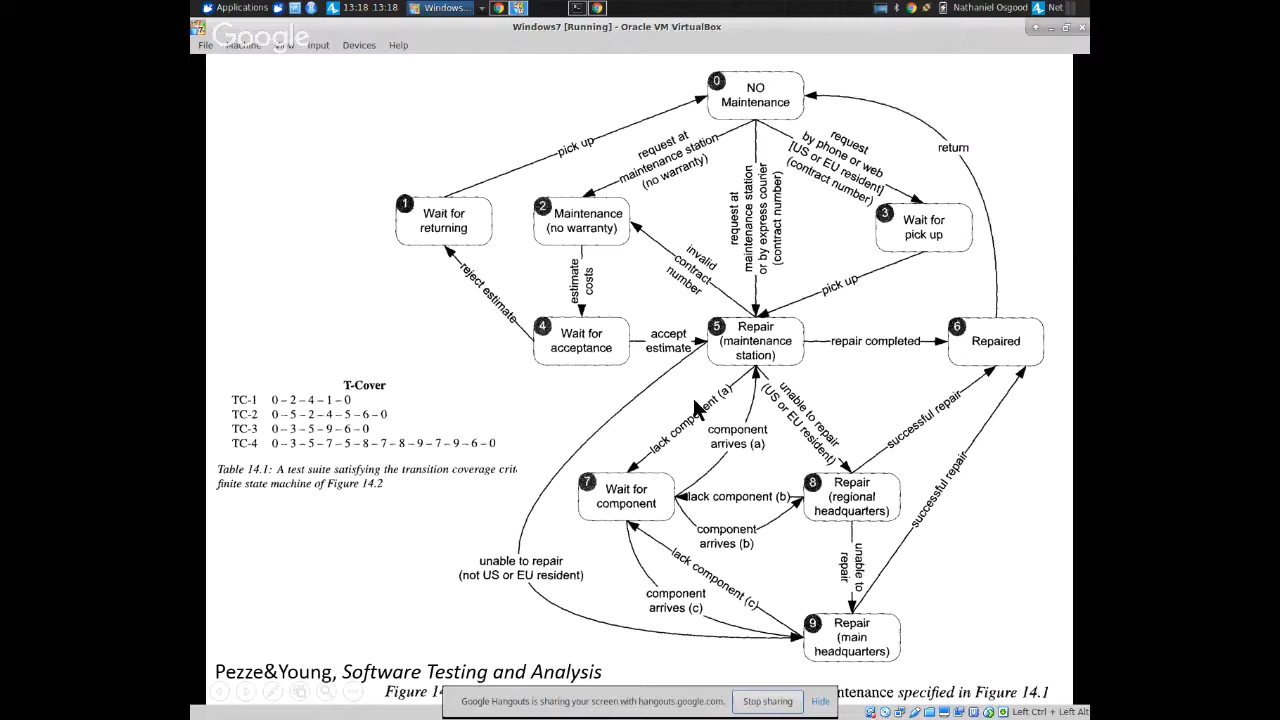 Applications
13:18 13:18
Windows...
Nathaniel Osgood
Net
Windows7 [Running] - Oracle VM VirtualBox
Google
File Machine View Input Devices Help
0
NO
Maintenance
pick up
request at
maintenance station
(no warranty)
request at
maintenance station
or by express courier
(contract number)
request
by phone or web
[US or EU resident]
(contract number)
return
1
Wait for
returning
2
Maintenance
(no warranty)
3
Wait for
pick up
reject estimate
estimate
costs
invalid
contract
number
pick up
4
Wait for
acceptance
accept
estimate
5
Repair
(maintenance
station)
repair completed
6
Repaired
T-Cover
TC-1 0 – 2 – 4 – 1 – 0
TC-2 0 – 5 – 2 – 4 – 5 – 6 – 0
TC-3 0 – 3 – 5 – 9 – 6 – 0
TC-4 0 – 3 – 5 – 7 – 5 – 8 – 7 – 8 – 9 – 7 – 9 – 6 – 0
Table 14.1: A test suite satisfying the transition coverage crite
finite state machine of Figure 14.2
lack component (a)
component
arrives (a)
unable to repair
(US or EU resident)
successful repair
successful repair
7
Wait for
component
lack component (b)
component
arrives (b)
8
Repair
(regional
headquarters)
unable to repair
(not US or EU resident)
lack component (c)
component
arrives (c)
unable to
repair
9
Repair
(main
headquarters)
Pezze&Young, Software Testing and Analysis
Figure 14
ntenance specified in Figure 14.1
Google Hangouts is sharing your screen with hangouts.google.com.
Stop sharing
Hide
Left Ctrl + Left Alt